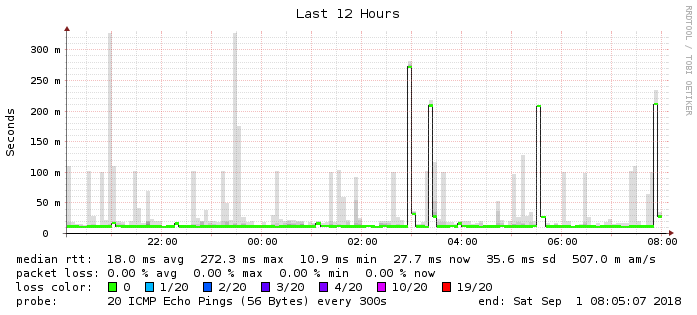 Last 12 Hours
RRDTOOL / TOBI OETIKER
Seconds
300 m
250 m
200 m
150 m
100 m
50 m
0
22:00 00:00 02:00 04:00 06:00 08:00
median rtt: 18.0 ms avg 272.3 ms max 10.9 ms min 27.7 ms now 35.6 ms sd 507.0 m am/s
packet loss: 0.00 % avg 0.00 % max 0.00 % min 0.00 % now
loss color: 0 1/20 2/20 3/20 4/20 10/20 19/20
probe: 20 ICMP Echo Pings (56 Bytes) every 300s end: Sat Sep 1 08:05:07 2018